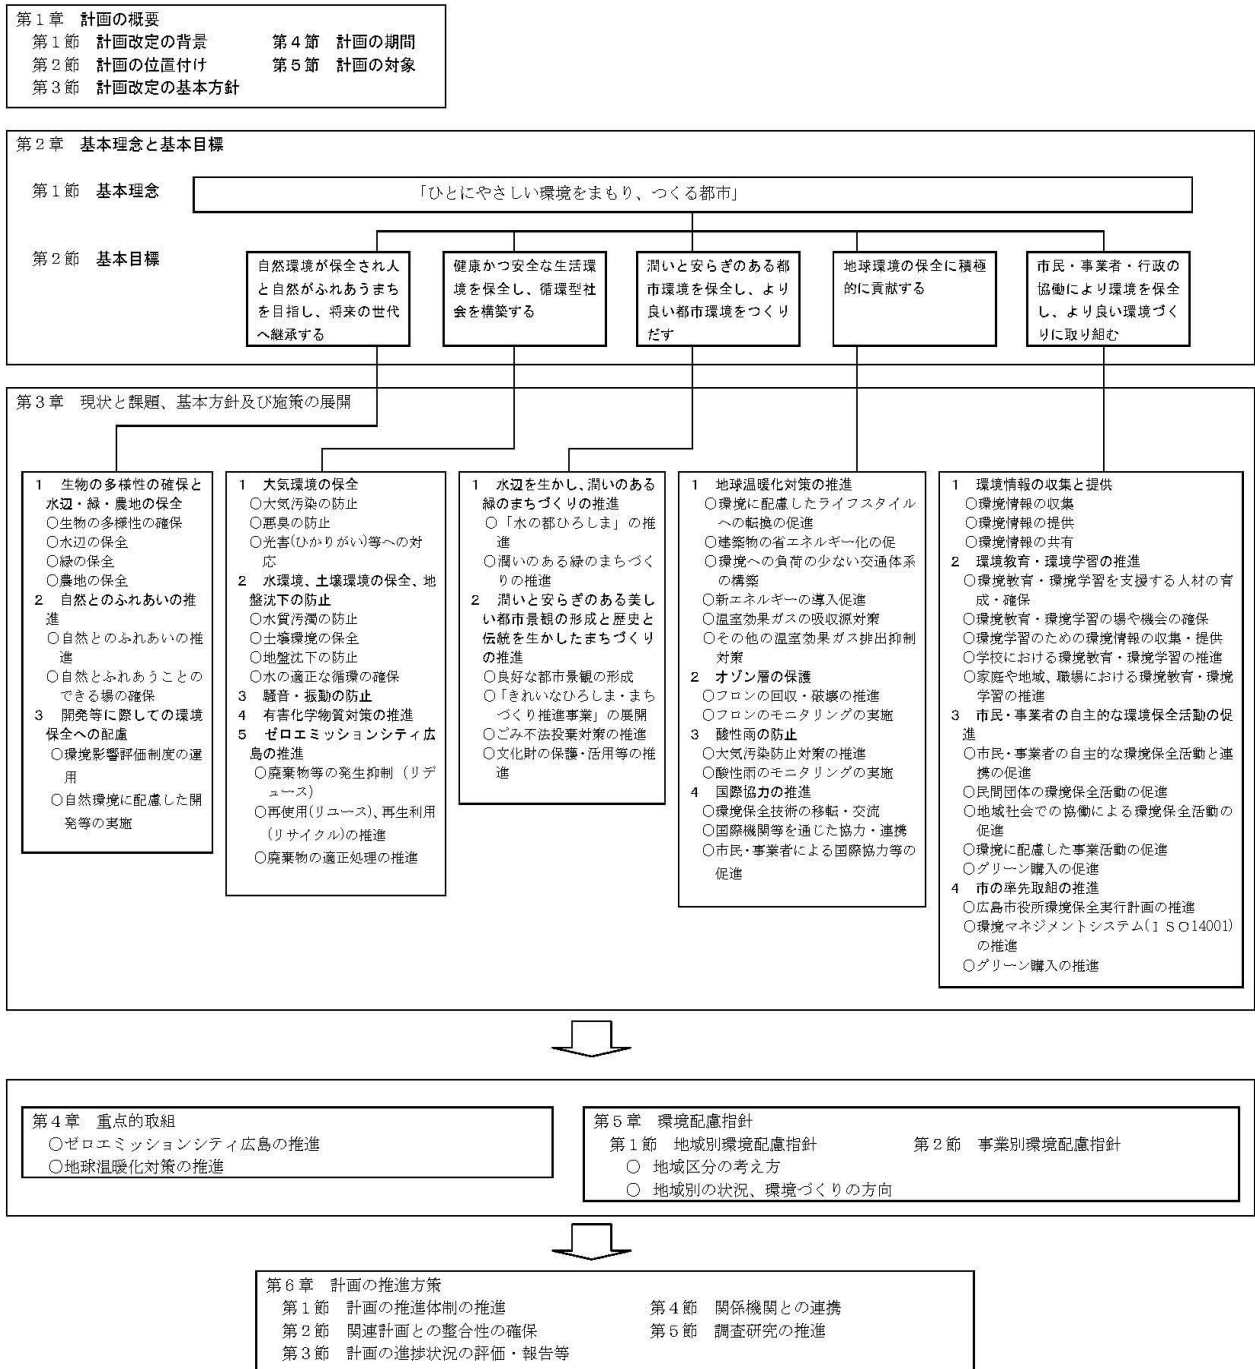 第１章　計画の概要
第１節　計画改定の背景　　第４節　計画の期間
第２節　計画の位置付け　　第５節　計画の対象
第３節　計画改定の基本方針
第２章　基本理念と基本目標
第１節　基本理念
「ひとにやさしい環境をまもり、つくる都市」
第２節　基本目標
自然環境が保全され人
と自然がふれあうまち
を目指し、将来の世代
へ継承する
健康かつ安全な生活環
境を保全し、循環型社
会を構築する
潤いと安らぎのある都
市環境を保全し、より
良い都市環境をつくり
だす
地球環境の保全に積極
的に貢献する
市民・事業者・行政の
協働により環境を保全
し、より良い環境づく
りに取り組む
第３章　現状と課題、基本方針及び施策の展開
１　生物の多様性の確保と
水辺・緑・農地の保全
○生物の多様性の確保
○水辺の保全
○緑の保全
○農地の保全
２　自然とのふれあいの推
進
○自然とのふれあいの推
進
○自然とふれあうことの
できる場の確保
３　開発等に際しての環境
保全への配慮
○環境影響評価制度の運
用
○自然環境に配慮した開
発等の実施
１　大気環境の保全
○大気汚染の防止
○悪臭の防止
○光害(ひかりがい)等への対
応
２　水環境、土壌環境の保全、地
盤沈下の防止
○水質汚濁の防止
○土壌環境の保全
○地盤沈下の防止
○水の適正な循環の確保
３　騒音・振動の防止
４　有害化学物質対策の推進
５　ゼロエミッションシティ広
島の推進
○廃棄物等の発生抑制（リデ
ュース）
○再使用(リユース)、再生利用
(リサイクル)の推進
○廃棄物の適正処理の推進
１　水辺を生かし、潤いのある
緑のまちづくりの推進
○「水の都ひろしま」の推
進
○潤いのある緑のまちづく
りの推進
２　潤いと安らぎのある美し
い都市景観の形成と歴史と
伝統を生かしたまちづくり
の推進
○良好な都市景観の形成
○「きれいなひろしま・まち
づくり推進事業」の展開
○ごみ不法投棄対策の推進
○文化財の保護・活用等の推
進
１　地球温暖化対策の推進
○環境に配慮したライフスタイル
への転換の促進
○建築物の省エネルギー化の促
○環境への負荷の少ない交通体系
の構築
○新エネルギーの導入促進
○温室効果ガスの吸収源対策
○その他の温室効果ガス排出抑制
対策
２　オゾン層の保護
○フロンの回収・破壊の推進
○フロンのモニタリングの実施
３　酸性雨の防止
○大気汚染防止対策の推進
○酸性雨のモニタリングの実施
４　国際協力の推進
○環境保全技術の移転・交流
○国際機関等を通じた協力・連携
○市民・事業者による国際協力等の
促進
１　環境情報の収集と提供
○環境情報の収集
○環境情報の提供
○環境情報の共有
２　環境教育・環境学習の推進
○環境教育・環境学習を支援する人材の育
成・確保
○環境教育・環境学習の場や機会の確保
○環境学習のための環境情報の収集・提供
○学校における環境教育・環境学習の推進
○家庭や地域、職場における環境教育・環境
学習の推進
３　市民・事業者の自主的な環境保全活動の促
進
○市民・事業者の自主的な環境保全活動と連
携の促進
○民間団体の環境保全活動の促進
○地域社会での協働による環境保全活動の
促進
○環境に配慮した事業活動の促進
○グリーン購入の促進
４　市の率先取組の推進
○広島市役所環境保全実行計画の推進
○環境マネジメントシステム(ＩＳＯ14001)
の推進
○グリーン購入の推進
第４章　重点的取組
○ゼロエミッションシティ広島の推進
○地球温暖化対策の推進
第５章　環境配慮指針
第１節　地域別環境配慮指針　　第２節　事業別環境配慮指針
○　地域区分の考え方
○　地域別の状況、環境づくりの方向
第６章　計画の推進方策
第１節　計画の推進体制の推進　　第４節　関係機関との連携
第２節　関連計画との整合性の確保　　第５節　調査研究の推進
第３節　計画の進捗状況の評価・報告等